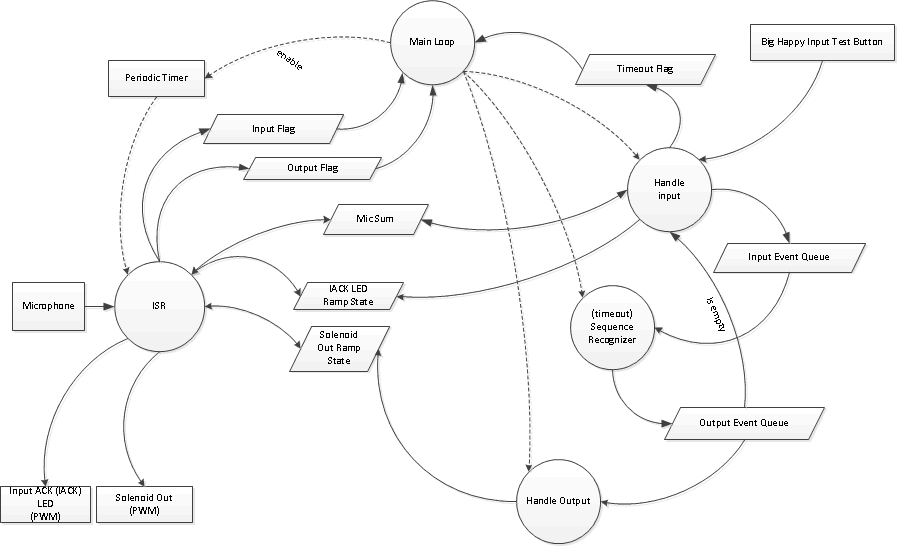 Main Loop
Big Happy Input Test Button
enable
Timeout Flag
Periodic Timer
Input Flag
Output Flag
Handle
input
Mic Sum
Input Event Queue
IACK LED
Ramp State
Microphone
ISR
(timeout)
Sequence
Recognizer
Is empty
Solenoid
Out Ramp
State
Output Event Queue
Input ACK (IACK)
LED
(PWM)
Solenoid Out
(PWM)
Handle Output